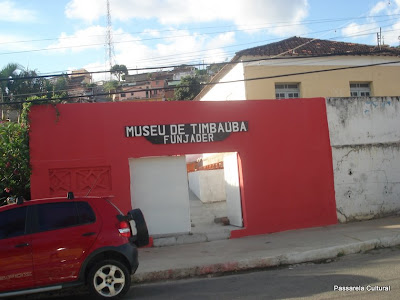 MUSEU DE TIMBAUBA
FUNJADER
Passarela Cultural